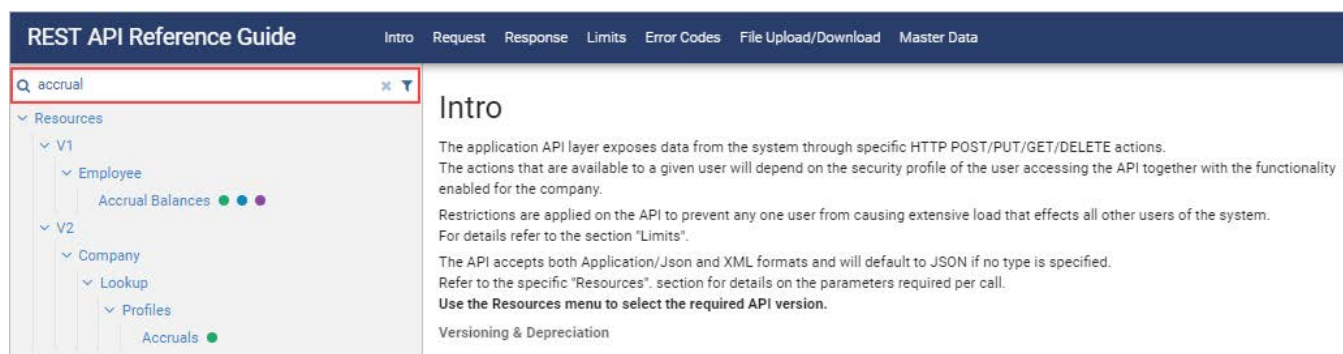 REST API Reference Guide
Intro Request Response Limits Error Codes File Upload/Download Master Data
accrual
Resources
V1
Employee
Accrual Balances
V2
Company
Lookup
Profiles
Accruals
Intro
The application API layer exposes data from the system through specific HTTP POST/PUT/GET/DELETE actions.
The actions that are available to a given user will depend on the security profile of the user accessing the API together with the functionality
enabled for the company.
Restrictions are applied on the API to prevent any one user from causing extensive load that effects all other users of the system.
For details refer to the section "Limits".
The API accepts both Application/Json and XML formats and will default to JSON if no type is specified.
Refer to the specific "Resources". section for details on the parameters required per call.
Use the Resources menu to select the required API version.
Versioning & Depreciation